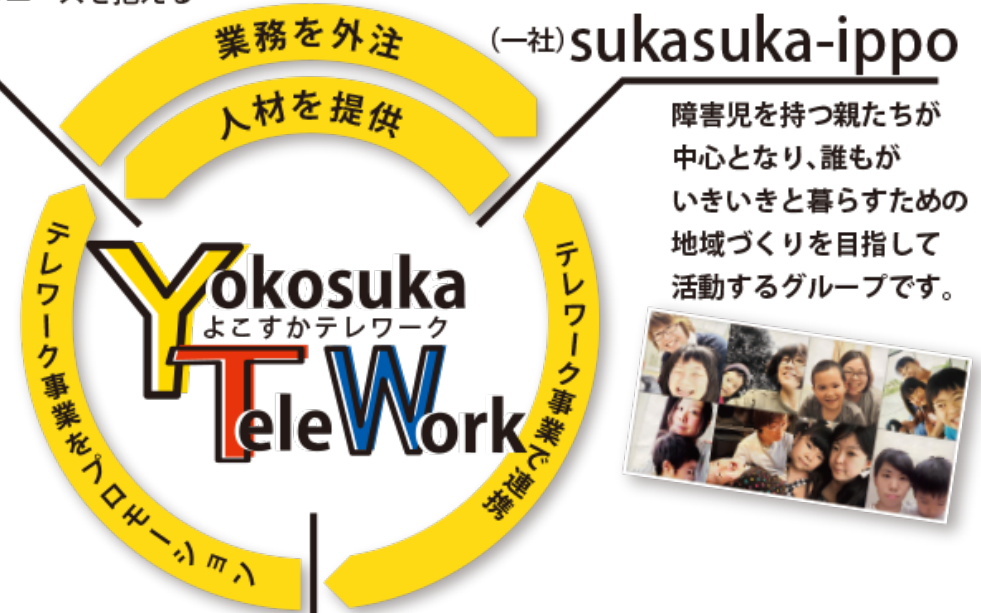 業務を外注
人材を提供
(一社)sukasuka-ippo
障害児を持つ親たちが
中心となり、誰もが
いきいきと暮らすための
地域づくりを目指して
活動するグループです。
Yokosuka
よこすかテレワーク
TeleWork
テレワーク事業をプロモーション
テレワーク事業で連携